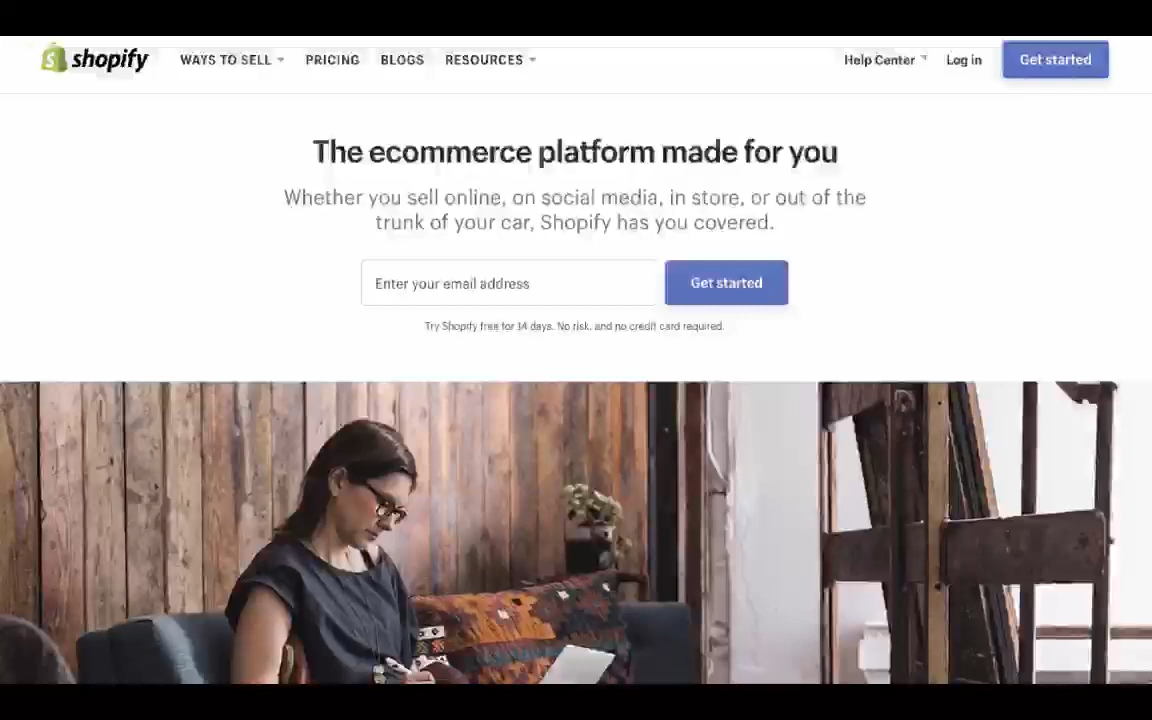 shopify WAYS TO SELL PRICING BLOGS RESOURCES Help Center Log in Get started
The ecommerce platform made for you
Whether you sell online, on social media, in store, or out of the
trunk of your car, Shopify has you covered.
Enter your email address Get started
Try Shopify free for 14 days. No risk, and no credit card required.